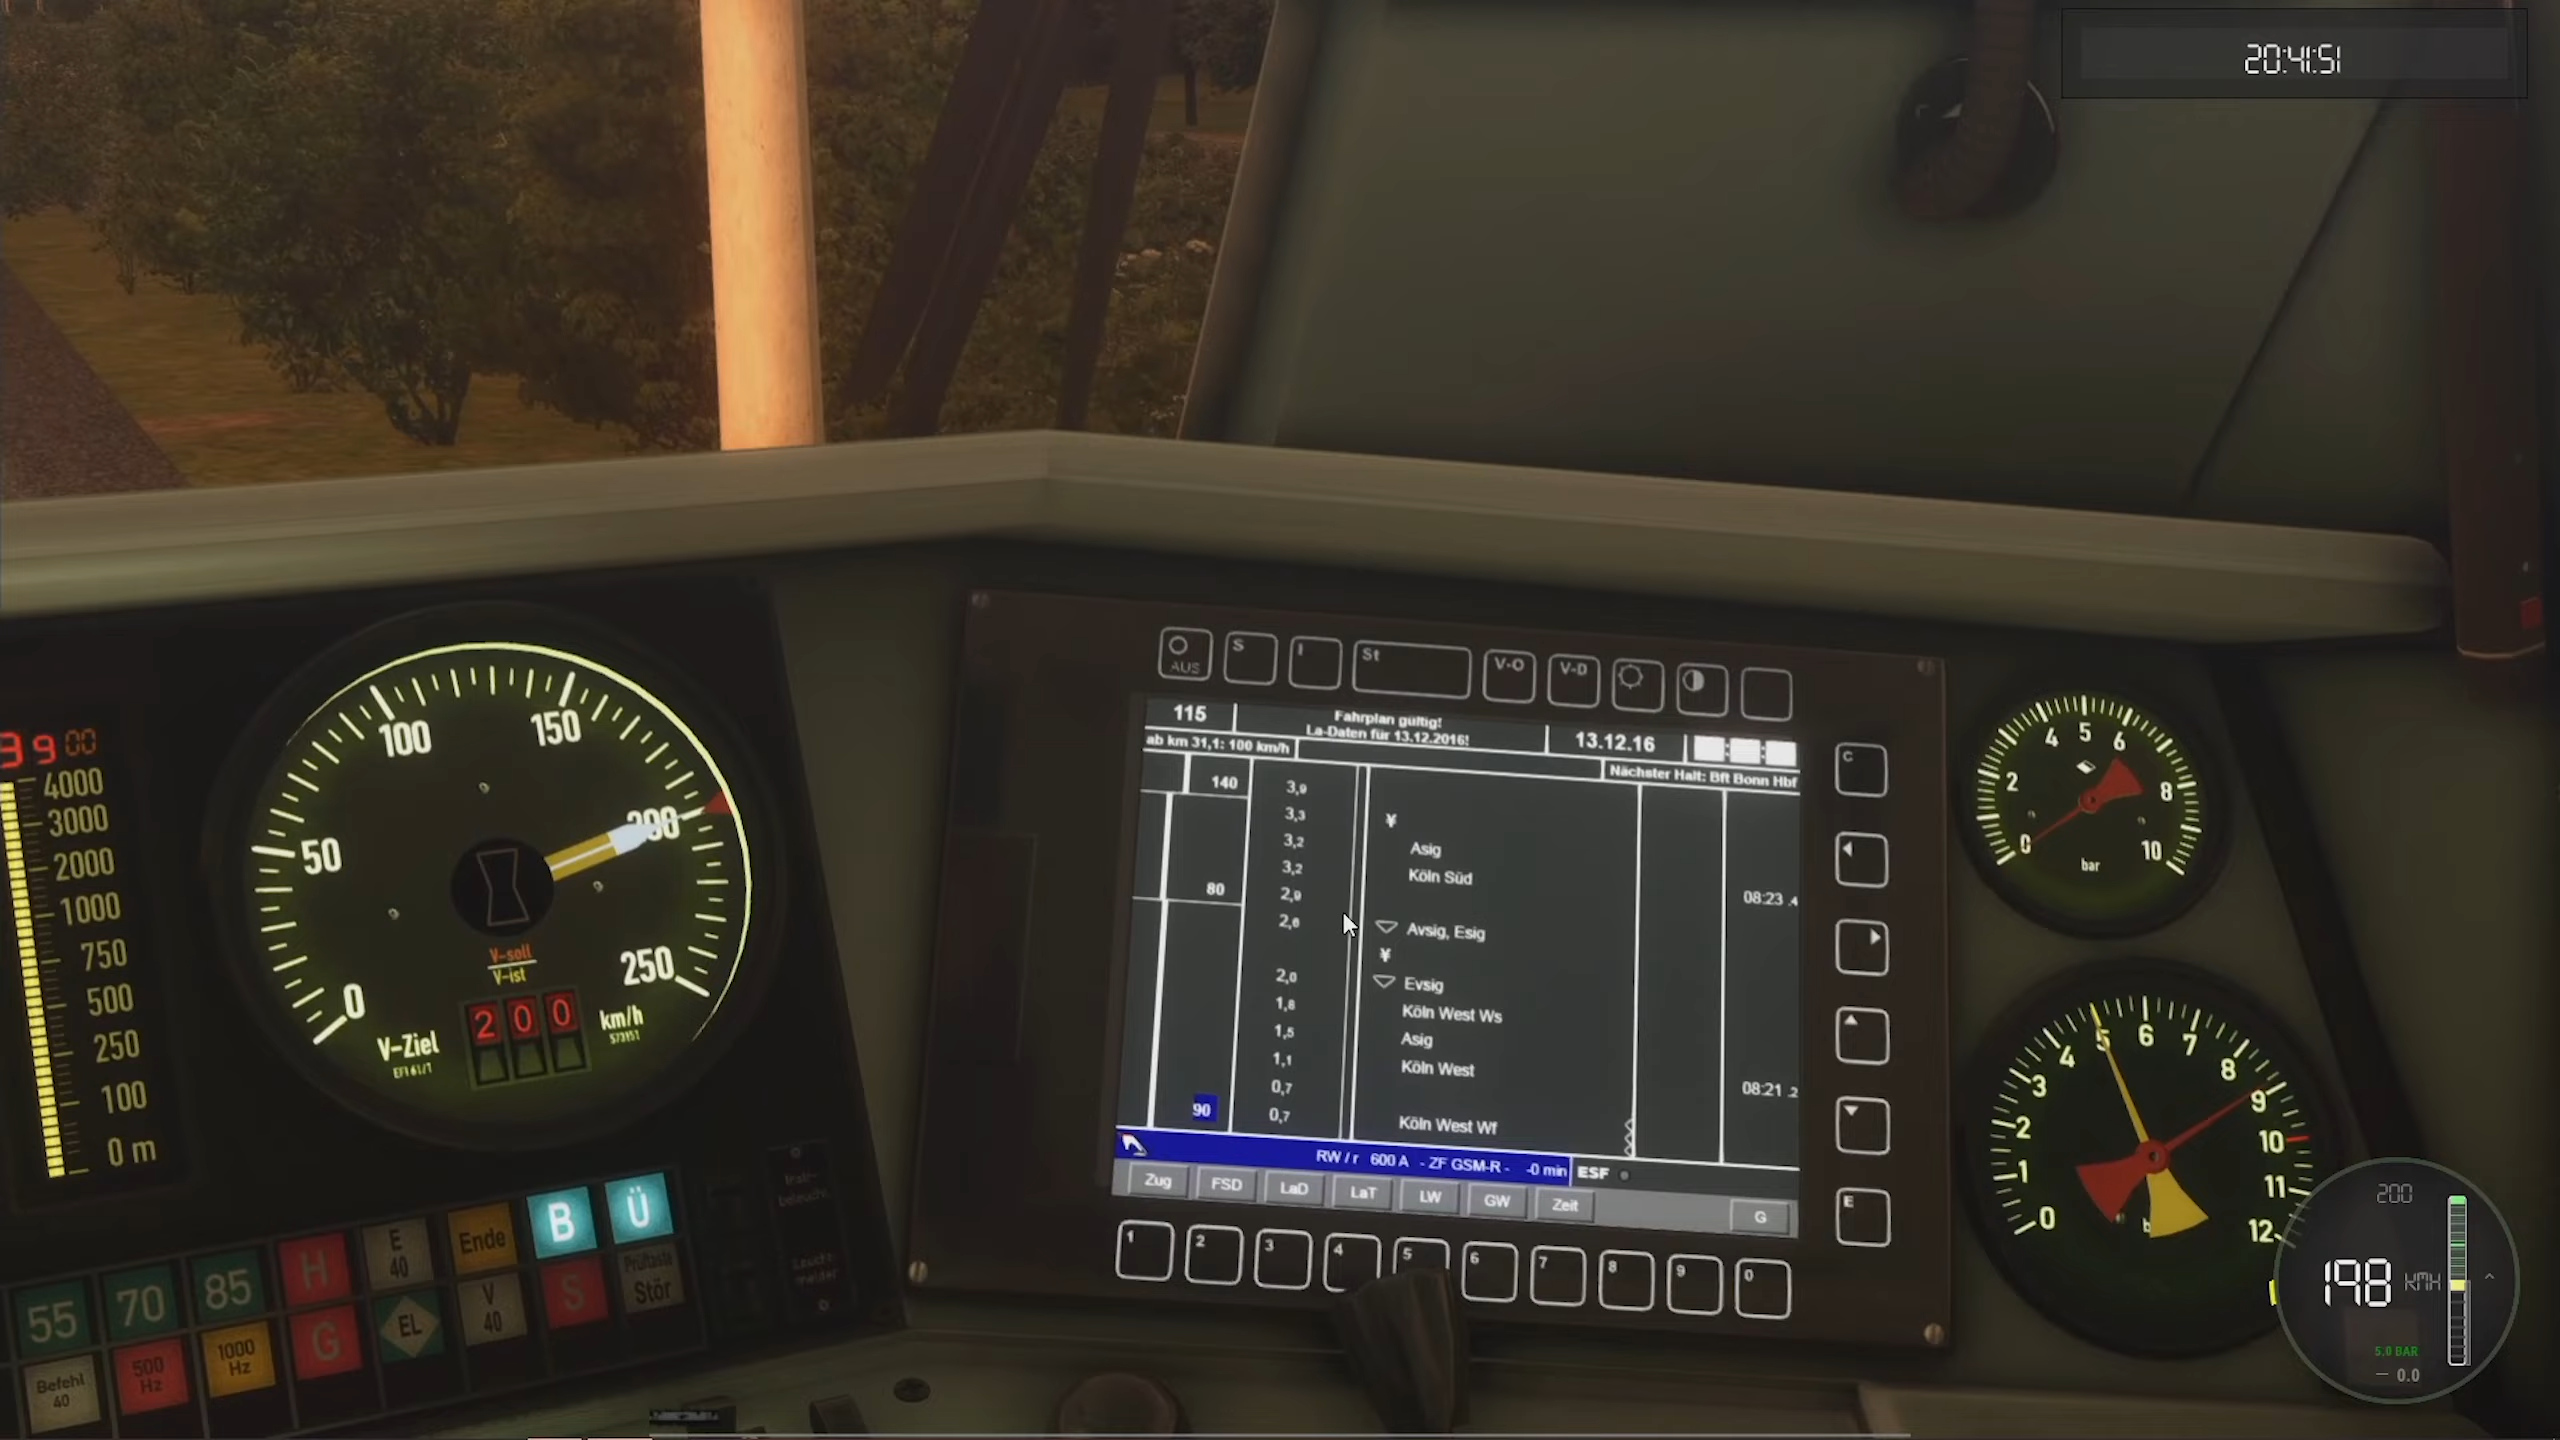 20:41:51
AUS
S
I
St
V-O
V-D
115
Fahrplan gültig!
La-Daten für 13.12.2016!
13.12.16
ab km 31,1: 100 km/h
Nächster Halt: Bft Bonn Hbf
140
3,9
3,3 ¥
3,2 Asig
3,2 Köln Süd
80 2,9 08:23 .4
2,6 Avsig, Esig
¥
2,0 Evsig
1,8 Köln West Ws
1,5 Asig
1,1 Köln West
0,7 08:21 .2
90 0,7 Köln West Wf
RW / r 600 A - ZF GSM-R - -0 min ESF
Zug FSD LaD LaT LW GW Zeit G
1 2 3 4 5 6 7 8 9 0
C
E
3900
4000
3000
2000
1000
750
500
250
100
0 m
0 50 100 150 200 250
V-soll
V-ist
V-Ziel 200 km/h
E 40 Ende B Ü
55 70 85 H V 40 S Prüftaste Stör
Befehl 40 500 Hz 1000 Hz G EL
0 2 4 5 6 8 10
bar
0 1 2 3 4 5 6 7 8 9 10 11 12
200
198 KMH
5.0 BAR
0.0